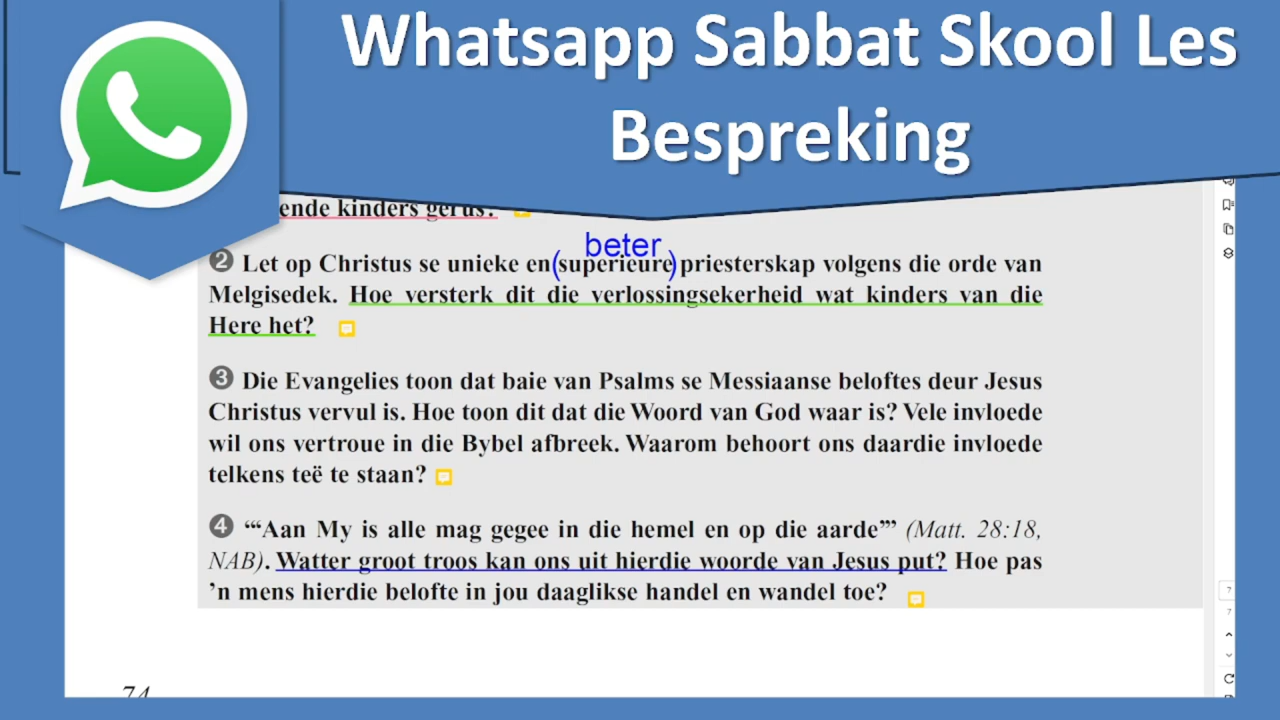 Whatsapp Sabbat Skool Les
Bespreking
ende kinders gerus?
beter
❷ Let op Christus se unieke en (superieure) priesterskap volgens die orde van
Melgisedek. Hoe versterk dit die verlossingsekerheid wat kinders van die
Here het?
❸ Die Evangelies toon dat baie van Psalms se Messiaanse beloftes deur Jesus
Christus vervul is. Hoe toon dit dat die Woord van God waar is? Vele invloede
wil ons vertroue in die Bybel afbreek. Waarom behoort ons daardie invloede
telkens teë te staan?
❹ “‘Aan My is alle mag gegee in die hemel en op die aarde’” (Matt. 28:18,
NAB). Watter groot troos kan ons uit hierdie woorde van Jesus put? Hoe pas
’n mens hierdie belofte in jou daaglikse handel en wandel toe?
7
7
74